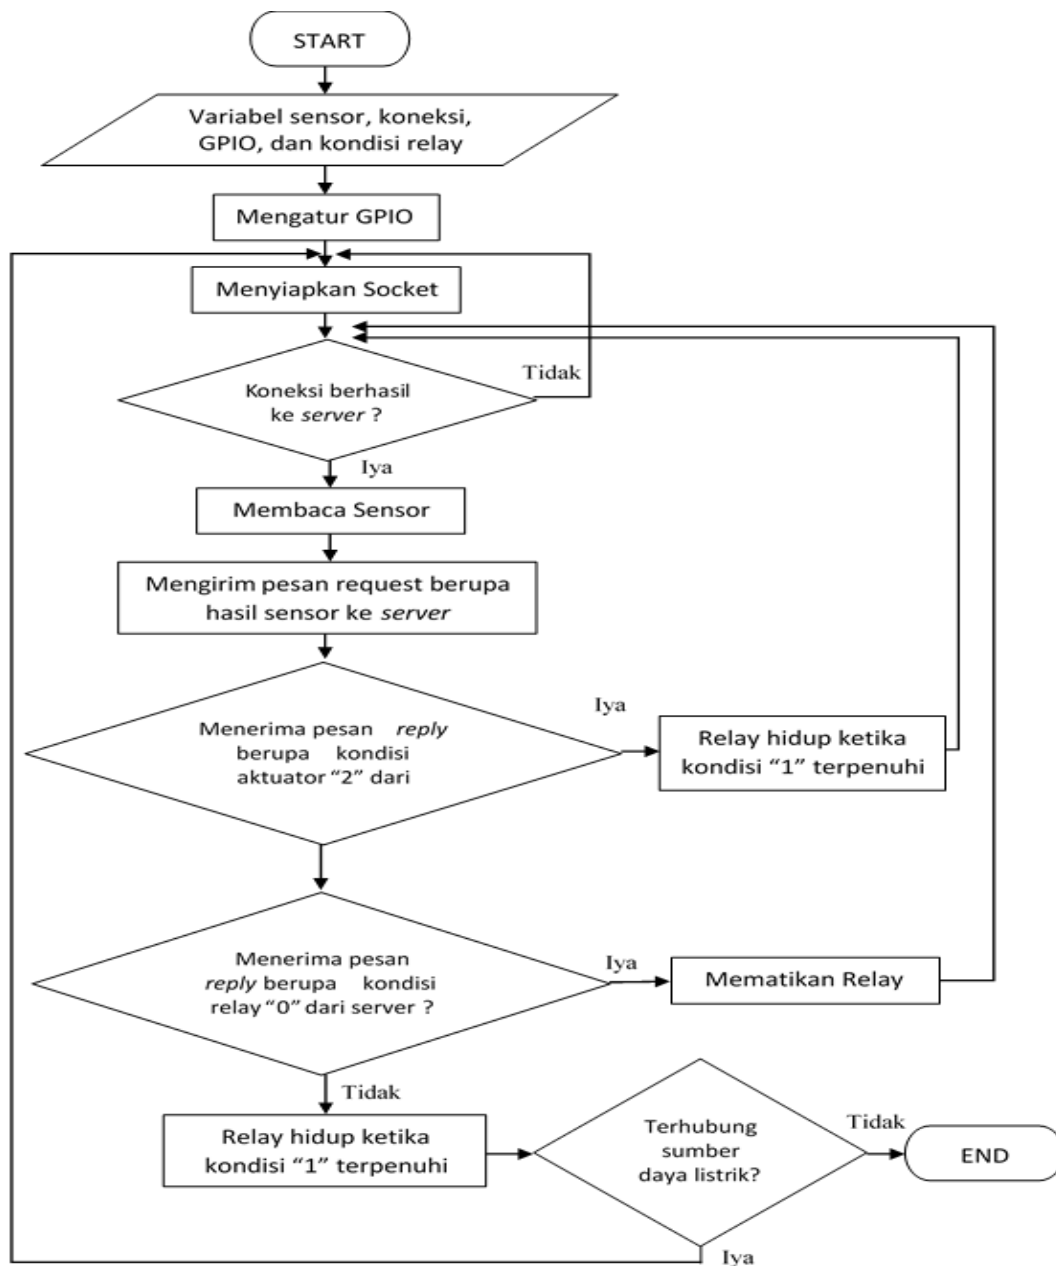 START
Variabel sensor, koneksi,
GPIO, dan kondisi relay
Mengatur GPIO
Menyiapkan Socket
Koneksi berhasil
ke server ?
Tidak
Iya
Membaca Sensor
Mengirim pesan request berupa
hasil sensor ke server
Menerima pesan reply
berupa kondisi
aktuator “2” dari
Iya
Relay hidup ketika
kondisi “1” terpenuhi
Menerima pesan
reply berupa kondisi
relay “0” dari server ?
Iya
Mematikan Relay
Tidak
Relay hidup ketika
kondisi “1” terpenuhi
Terhubung
sumber
daya listrik?
Tidak
END
Iya